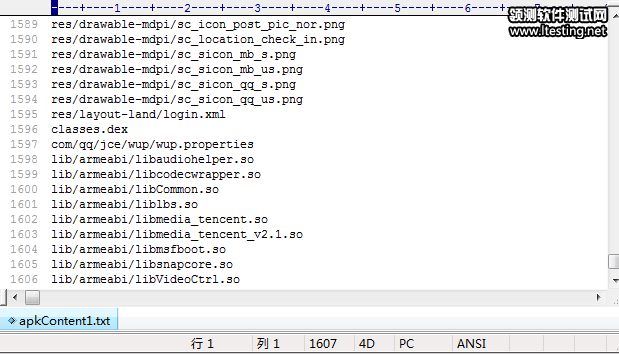 ----+----1----+----2----+----3----+----4----+----5----+----6----+----7--
领测软件测试网
www.ltesting.net
1589 res/drawable-mdpi/sc_icon_post_pic_nor.png
1590 res/drawable-mdpi/sc_location_check_in.png
1591 res/drawable-mdpi/sc_sicon_mb_s.png
1592 res/drawable-mdpi/sc_sicon_mb_us.png
1593 res/drawable-mdpi/sc_sicon_qq_s.png
1594 res/drawable-mdpi/sc_sicon_qq_us.png
1595 res/layout-land/login.xml
1596 classes.dex
1597 com/qq/jce/wup/wup.properties
1598 lib/armeabi/libaudiohelper.so
1599 lib/armeabi/libcodecwrapper.so
1600 lib/armeabi/libCommon.so
1601 lib/armeabi/liblbs.so
1602 lib/armeabi/libmedia_tencent.so
1603 lib/armeabi/libmedia_tencent_v2.1.so
1604 lib/armeabi/libmsfboot.so
1605 lib/armeabi/libsnapcore.so
1606 lib/armeabi/libVideoCtrl.so
apkContent1.txt
行 1 列 1 1607 4D PC ANSI